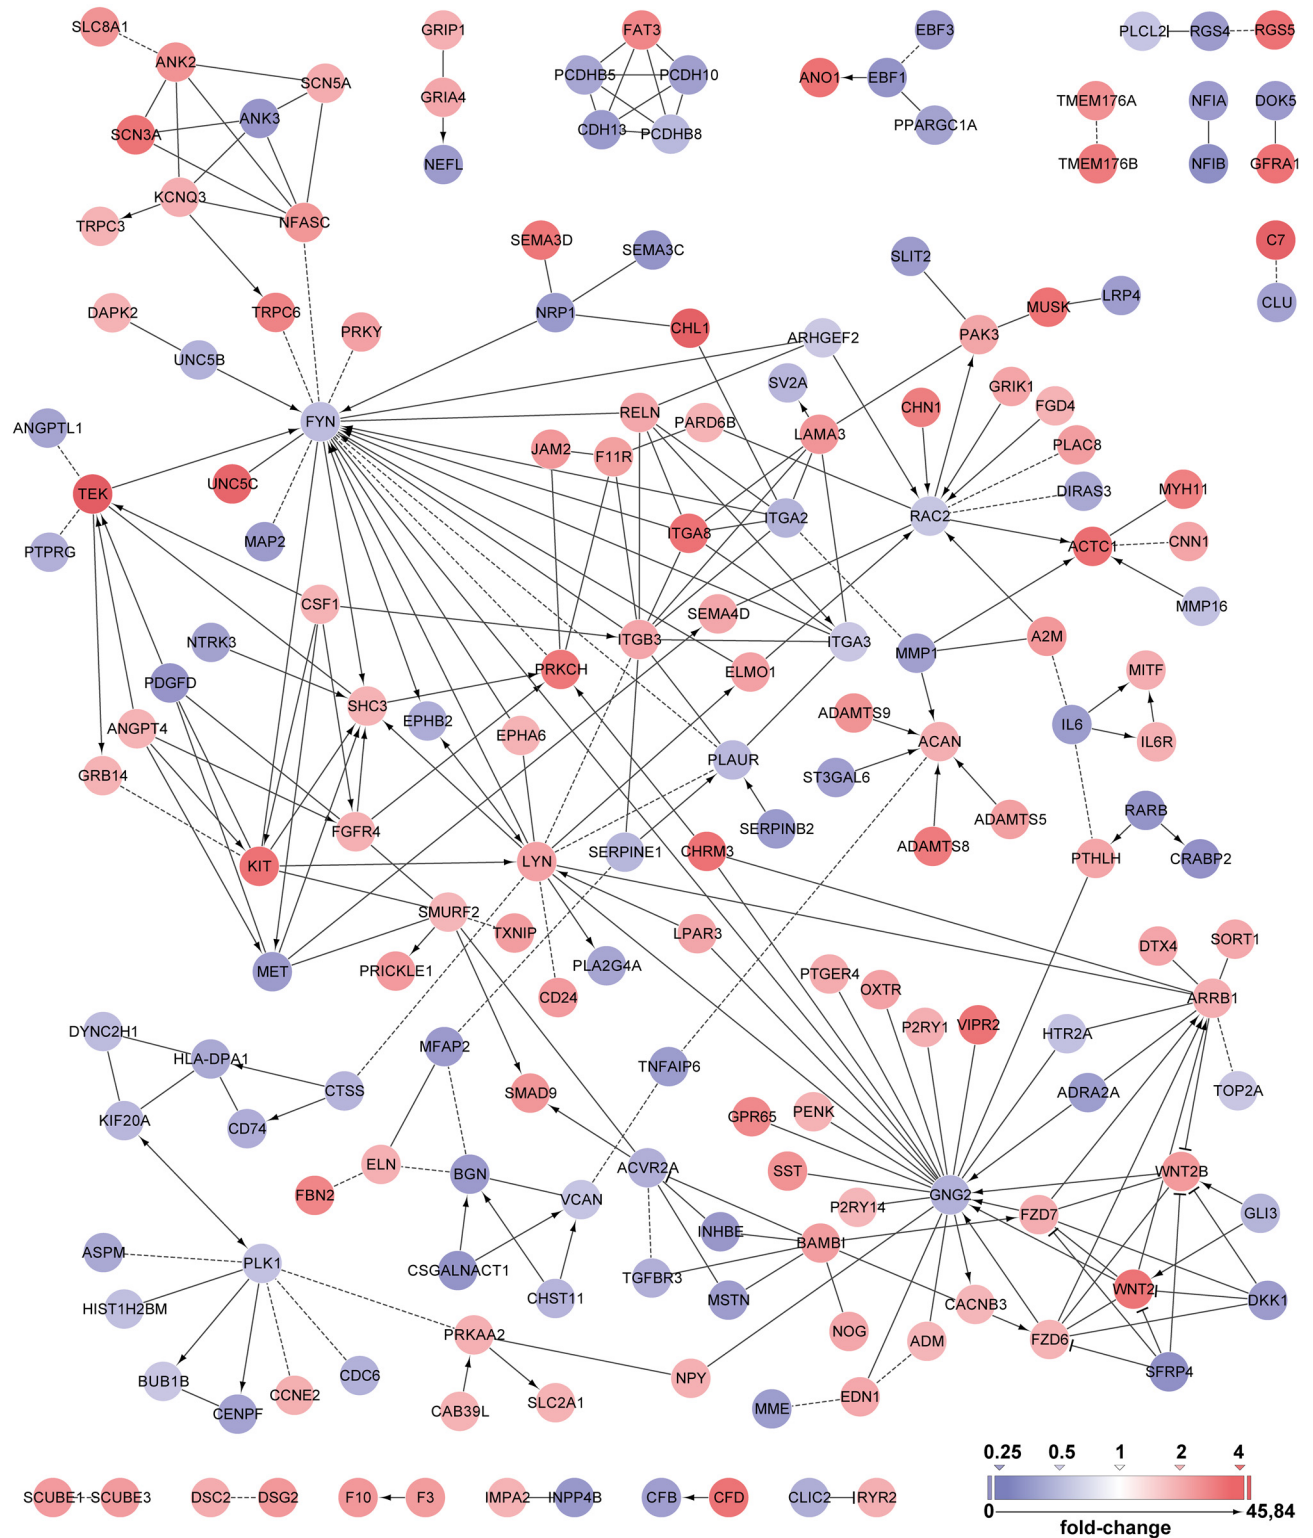 SLC8A1
ANK2
SCN5A
ANK3
SCN3A
KCNQ3
TRPC3
NFASC
GRIP1
GRIA4
NEFL
FAT3
PCDHB5
PCDH10
CDH13
PCDHB8
EBF3
ANO1
EBF1
PPARGC1A
PLCL2
RGS4
RGS5
TMEM176A
TMEM176B
NFIA
NFIB
DOK5
GFRA1
C7
CLU
SEMA3D
SEMA3C
NRP1
CHL1
SLIT2
MUSK
LRP4
PAK3
DAPK2
TRPC6
PRKY
UNC5B
ARHGEF2
SV2A
GRIK1
FGD4
CHN1
PLAC8
DIRAS3
MYH11
ANGPTL1
FYN
RELN
PARD6B
LAMA3
JAM2
F11R
TEK
UNC5C
RAC2
ITGA2
ITGA8
MAP2
PTPRG
ACTC1
CNN1
MMP16
CSF1
SEMA4D
NTRK3
ITGB3
ITGA3
MMP1
A2M
PDGFD
PRKCH
ELMO1
MITF
ANGPT4
SHC3
EPHB2
EPHA6
ADAMTS9
ACAN
IL6
IL6R
GRB14
PLAUR
ST3GAL6
FGFR4
SERPINB2
ADAMTS5
RARB
KIT
LYN
SERPINE1
CHRM3
ADAMTS8
PTHLH
CRABP2
SMURF2
TXNIP
LPAR3
DTX4
SORT1
MET
PRICKLE1
PLA2G4A
CD24
PTGER4
OXTR
ARRB1
DYNC2H1
HLA-DPA1
MFAP2
P2RY1
VIPR2
HTR2A
CTSS
TNFAIP6
KIF20A
CD74
SMAD9
GPR65
PENK
ADRA2A
TOP2A
ELN
FBN2
BGN
VCAN
ACVR2A
SST
GNG2
WNT2B
P2RY14
FZD7
GLI3
ASPM
PLK1
CSGALNACT1
CHST11
INHBE
TGFBR3
BAMBI
MSTN
WNT2
DKK1
HIST1H2BM
CACNB3
PRKAA2
NOG
ADM
FZD6
SFRP4
BUB1B
CENPF
CCNE2
CDC6
CAB39L
SLC2A1
NPY
MME
EDN1
SCUBE1
SCUBE3
DSC2
DSG2
F10
F3
IMPA2
INPP4B
CFB
CFD
CLIC2
RYR2
0.25 0.5 1 2 4
0 45,84
fold-change